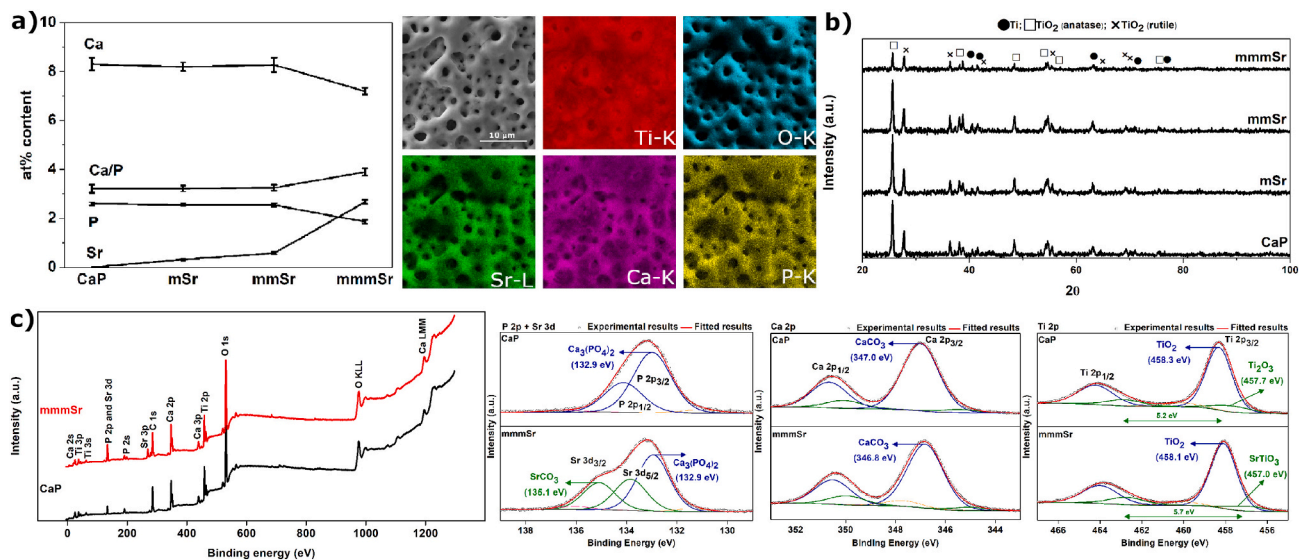 a)
10
8
6
4
2
0
at% content
Ca
Ca/P
P
Sr
CaP
mSr
mmSr
mmmSr
10 µm
Ti-K
O-K
Sr-L
Ca-K
P-K
b)
Ti; TiO2 (anatase); TiO2 (rutile)
Intensity (a.u.)
mmmSr
mmSr
mSr
CaP
20 40 60 80 100
2θ
c)
Intensity (a.u.)
mmmSr
CaP
Ca 2s
Ti 3p
Ti 3s
P 2p and Sr 3d
P 2s
Sr 3p
C 1s
Ca 2p
Ca 3p
Ti 2p
O 1s
O KLL
Ca LMM
0 200 400 600 800 1000 1200
Binding energy (eV)
P 2p + Sr 3d Experimental results Fitted results
CaP
Ca3(PO4)2
(132.9 eV)
P 2p3/2
P 2p1/2
Intensity (a.u.)
mmmSr
Sr 3d3/2
SrCO3
(135.1 eV)
Sr 3d5/2
Ca3(PO4)2
(132.9 eV)
138 136 134 132 130
Binding Energy (eV)
Ca 2p Experimental results Fitted results
CaP
CaCO3
(347.0 eV)
Ca 2p3/2
Ca 2p1/2
Intensity (a.u.)
mmmSr
CaCO3
(346.8 eV)
352 350 348 346 344
Binding Energy (eV)
Ti 2p Experimental results Fitted results
CaP
Ti 2p3/2
TiO2
(458.3 eV)
Ti2O3
(457.7 eV)
Ti 2p1/2
5.2 eV
Intensity (a.u.)
mmmSr
TiO2
(458.1 eV)
SrTiO3
(457.0 eV)
5.7 eV
466 464 462 460 458 456
Binding Energy (eV)